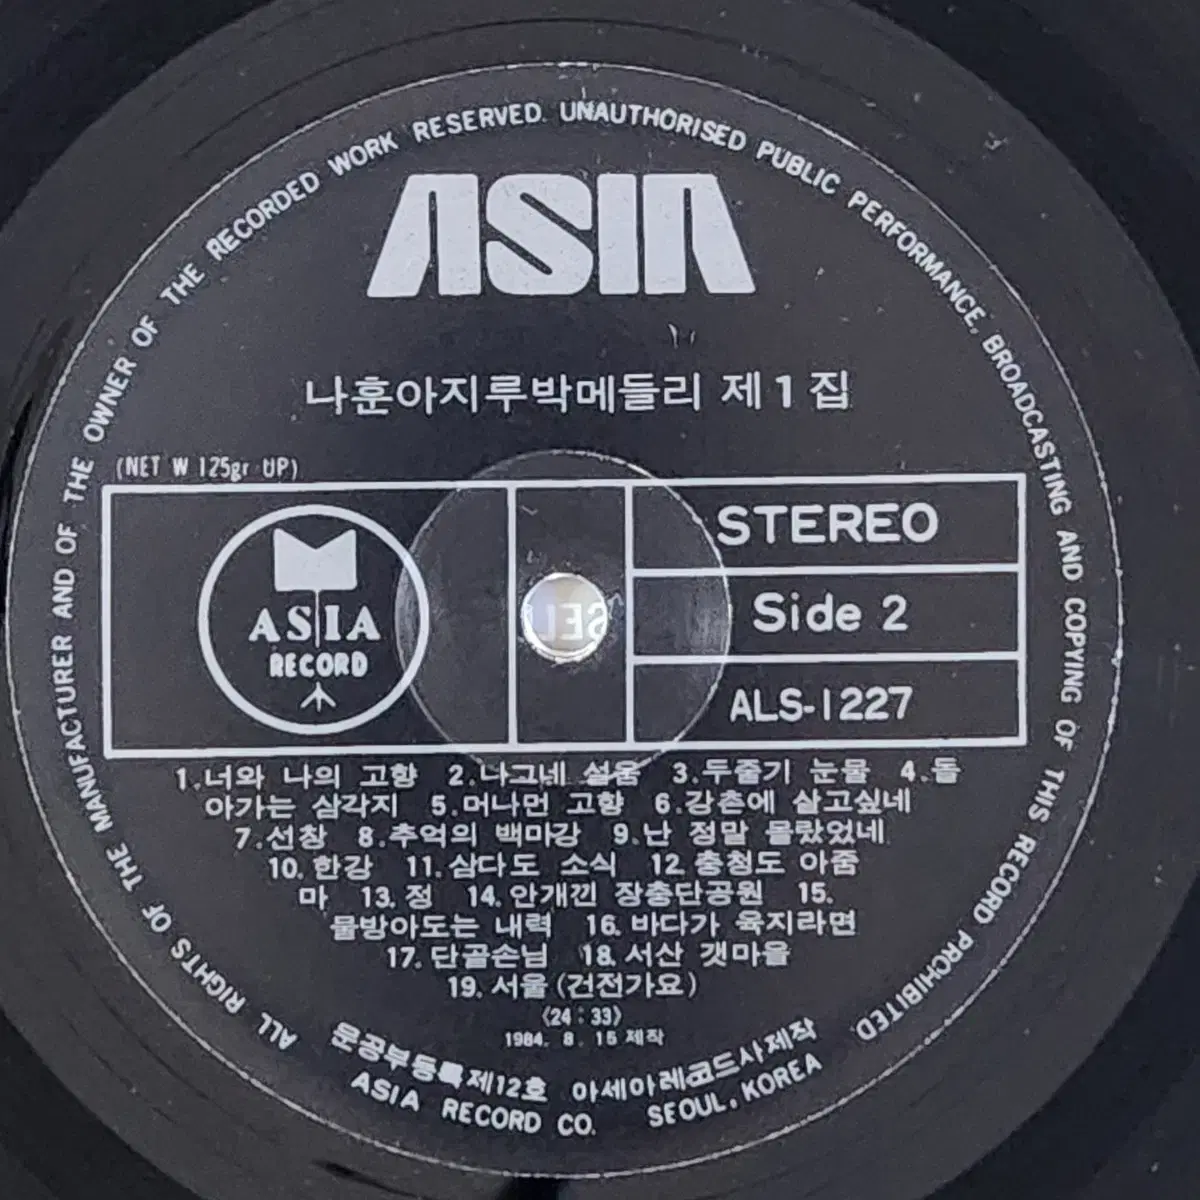 ALL RIGHTS OF THE MANUFACTURER AND OF THE OWNER OF THE RECORDED WORK RESERVED. UNAUTHORISED PUBLIC PERFORMANCE, BROADCASTING AND COPYING OF THIS RECORD PROHIBITED.
ASIA
나훈아지루박메들리 제1집
(NET W 125gr UP)
ASIA
RECORD
STEREO
Side 2
ALS-1227
1.너와 나의 고향 2.나그네 설움 3.두줄기 눈물 4.돌
아가는 삼각지 5.머나먼 고향 6.강촌에 살고싶네
7.선창 8.추억의 백마강 9.난 정말 몰랐었네
10.한강 11.삼다도 소식 12.충청도 아줌
마 13.정 14.안개낀 장충단공원 15.
물방아도는 내력 16.바다가 육지라면
17.단골손님 18.서산 갯마을
19.서울(건전가요)
(24:33)
1984. 8. 15 제작
문공부등록제12호 아세아레코드사제작
ASIA RECORD CO. SEOUL, KOREA